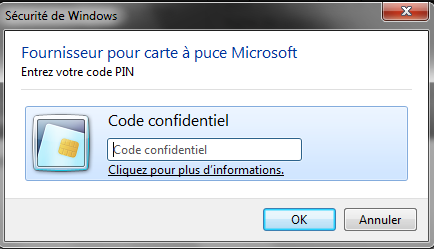 Sécurité de Windows
Fournisseur pour carte à puce Microsoft
Entrez votre code PIN
Code confidentiel
Code confidentiel
Cliquez pour plus d'informations.
OK
Annuler